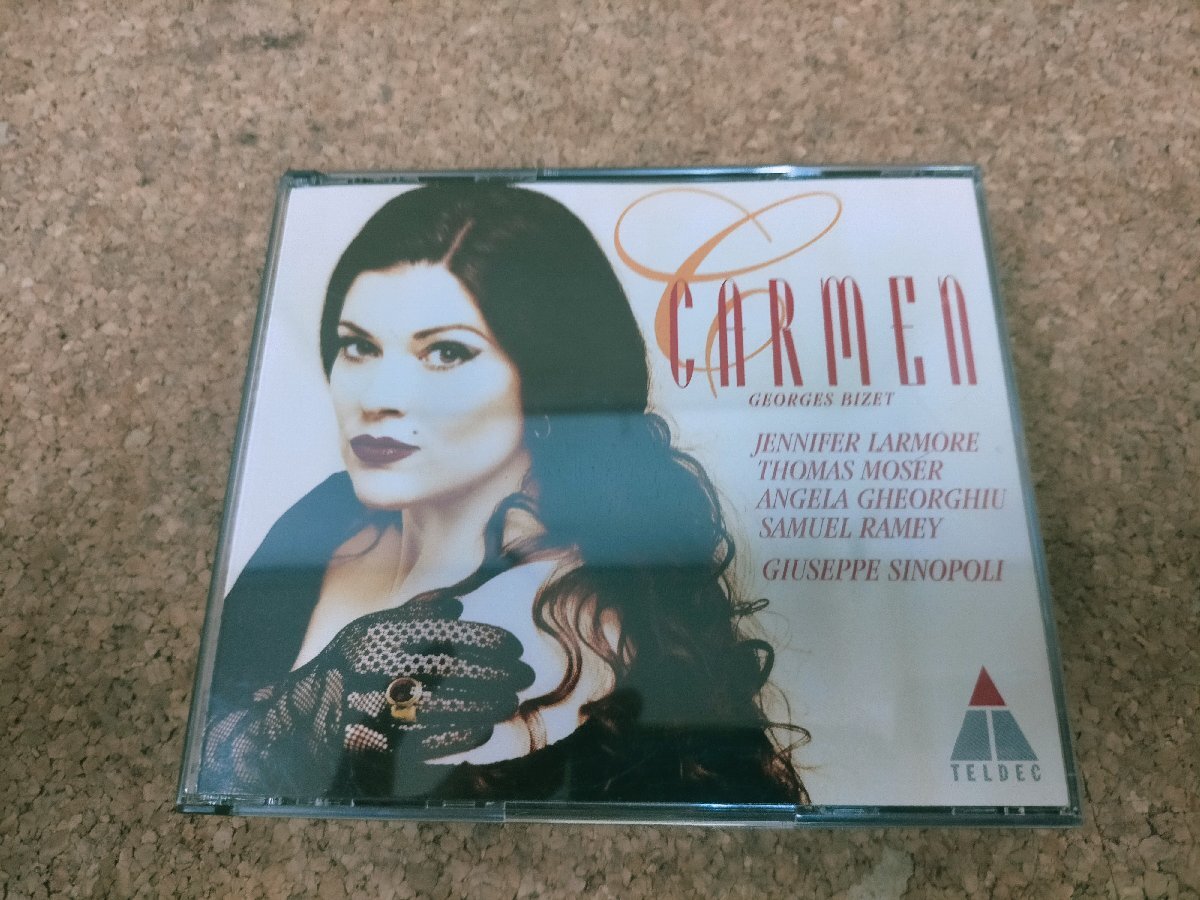 CARMEN
GEORGES BIZET
JENNIFER LARMORE
THOMAS MOSER
ANGELA GHEORGHIU
SAMUEL RAMEY
GIUSEPPE SINOPOLI
TELDEC